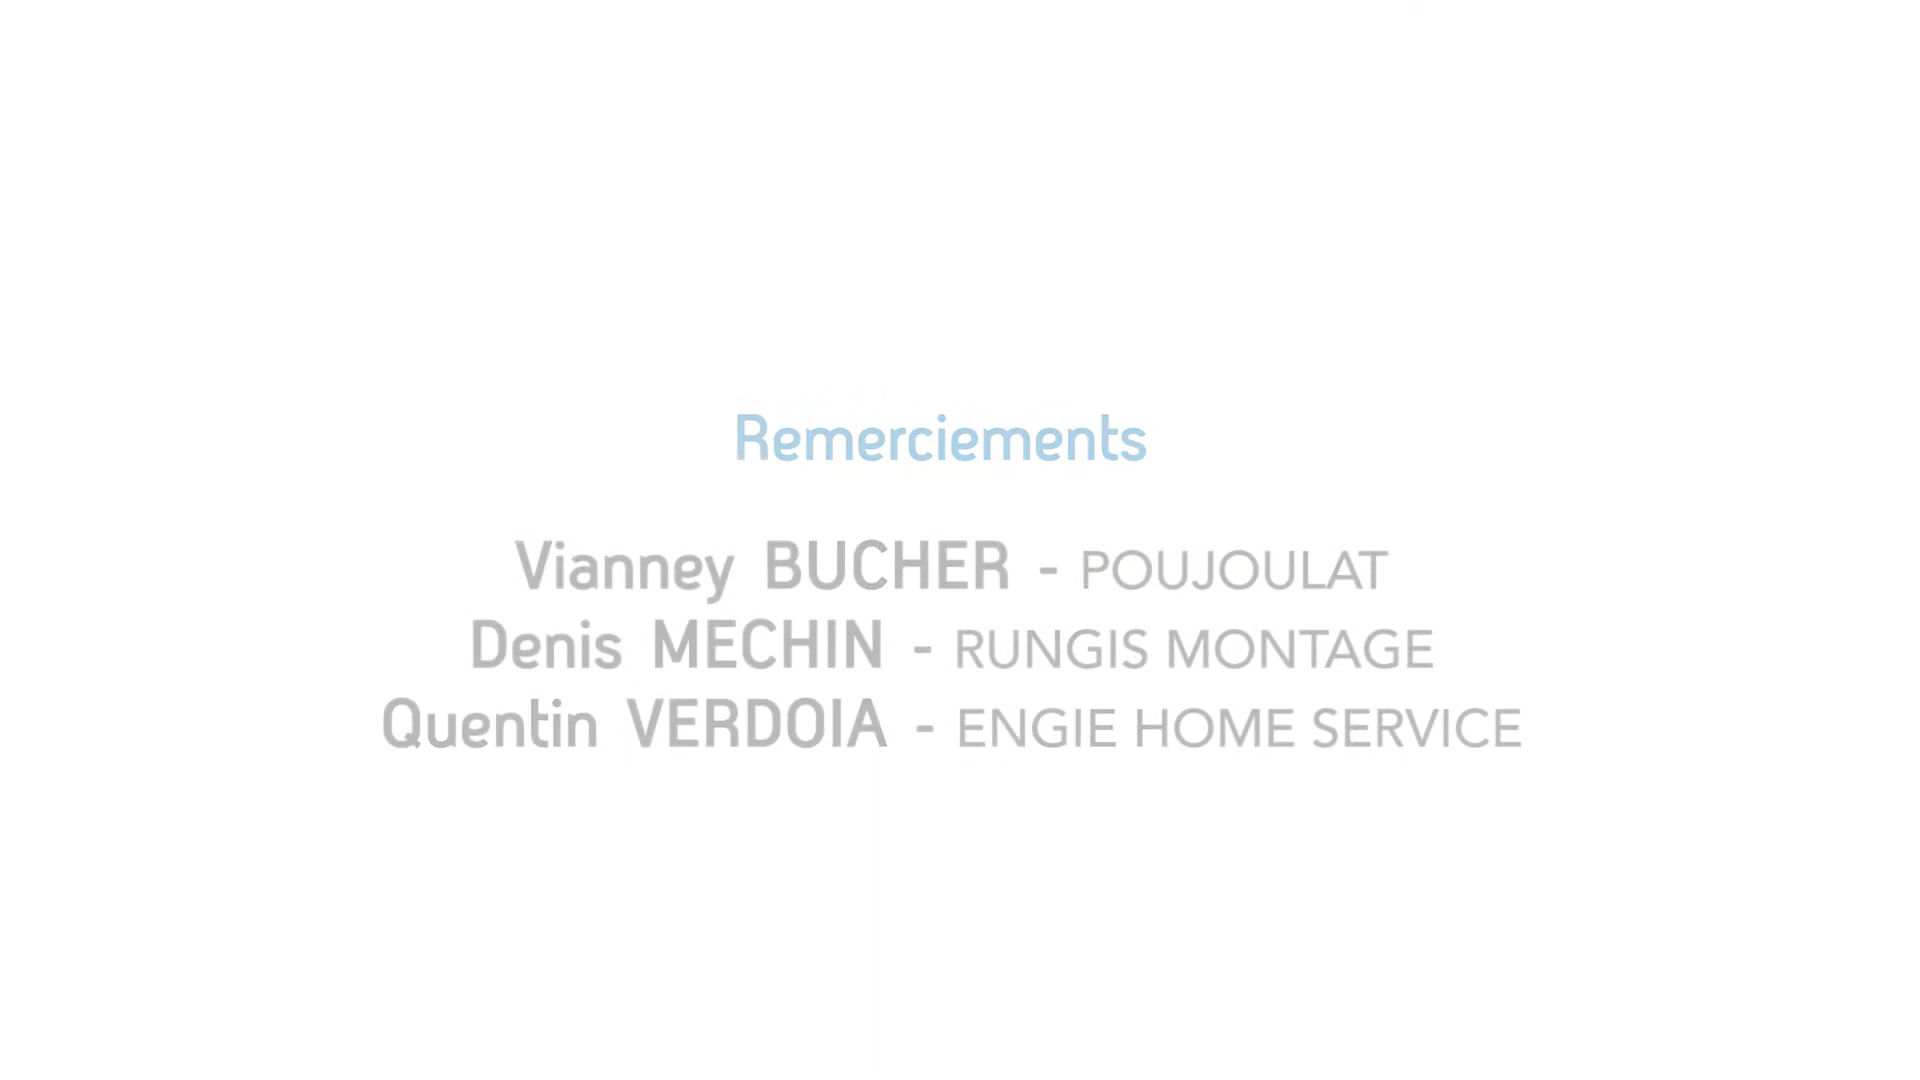 Remerciements
Vianney BUCHER - POUJOULAT
Denis MECHIN - RUNGIS MONTAGE
Quentin VERDOIA - ENGIE HOME SERVICE